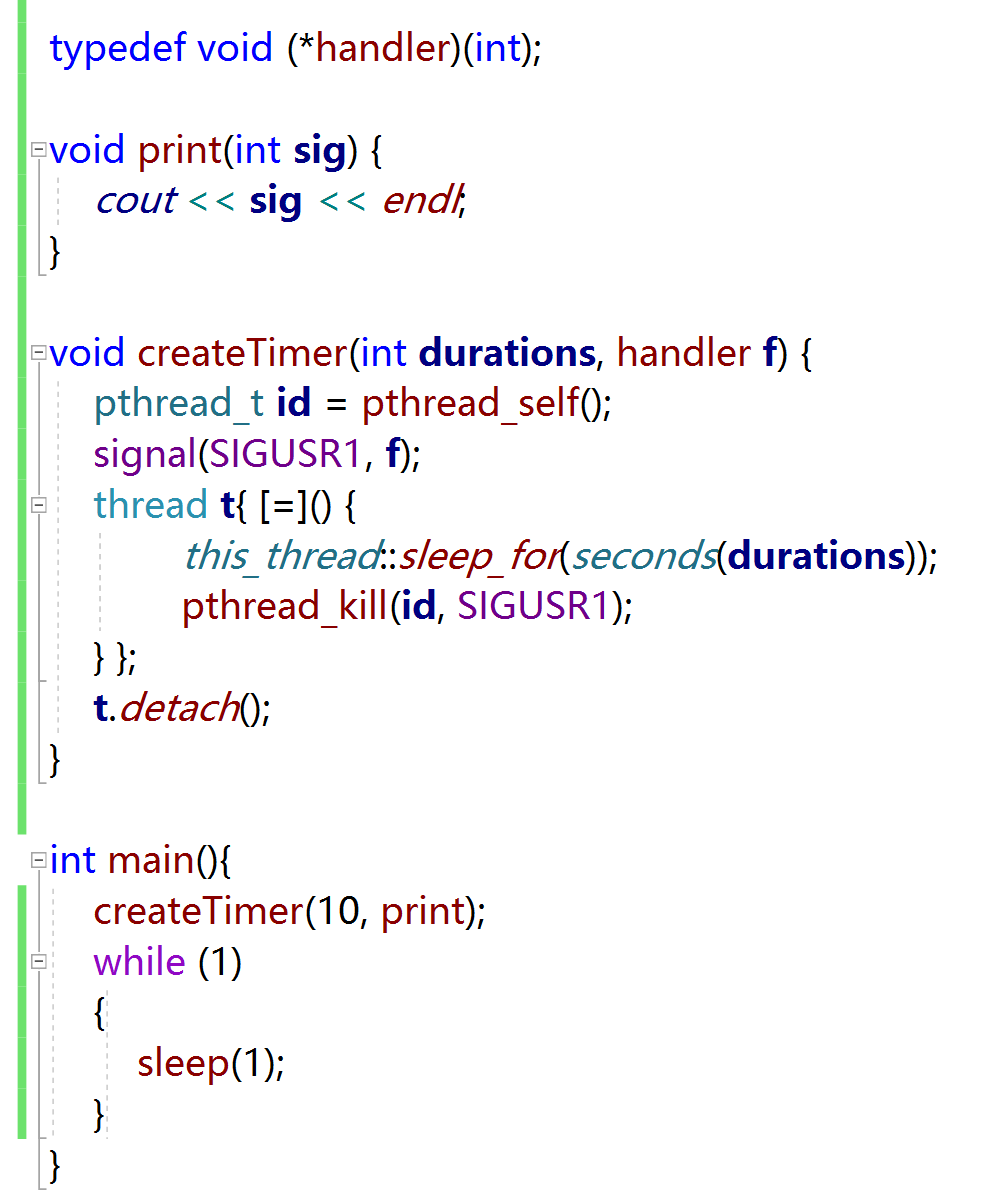 typedef void (*handler)(int);
void print(int sig) {
cout << sig << endl;
}
void createTimer(int durations, handler f) {
pthread_t id = pthread_self();
signal(SIGUSR1, f);
thread t{ [=]() {
this_thread::sleep_for(seconds(durations));
pthread_kill(id, SIGUSR1);
} };
t.detach();
}
int main(){
createTimer(10, print);
while (1)
{
sleep(1);
}
}